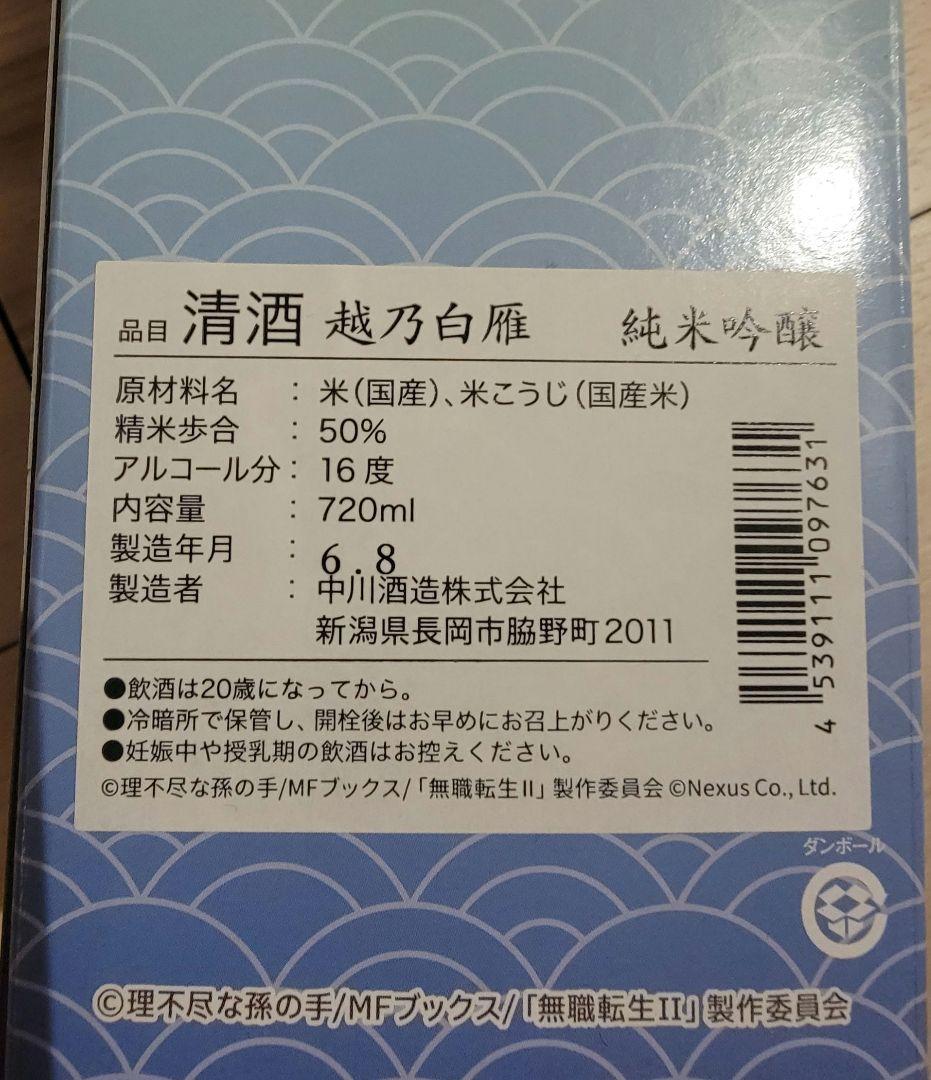 品目 清酒 越乃白雁 純米吟醸
原材料名 : 米(国産)、米こうじ(国産米)
精米歩合 : 50%
アルコール分 : 16度
内容量 : 720ml
製造年月 : 6.8
製造者 : 中川酒造株式会社
新潟県長岡市脇野町2011
4539111097631
●飲酒は20歳になってから。
●冷暗所で保管し、開栓後はお早めにお召上がりください。
●妊娠中や授乳期の飲酒はお控えください。
©理不尽な孫の手/MFブックス/「無職転生II」製作委員会 ©Nexus Co., Ltd.
ダンボール
©理不尽な孫の手/MFブックス/「無職転生II」製作委員会